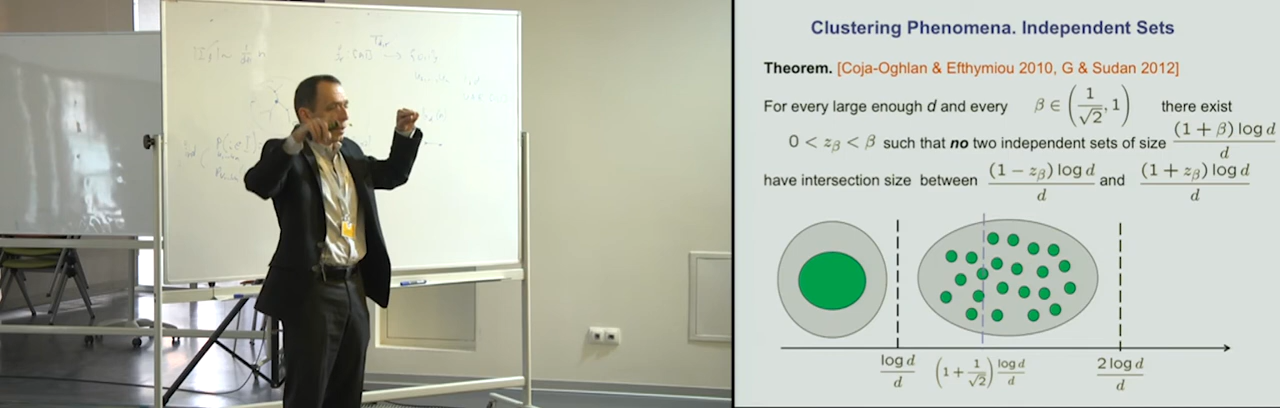 Clustering Phenomena. Independent Sets
Theorem. [Coja-Oghlan & Efthymiou 2010, G & Sudan 2012]
For every large enough d and every β ∈ (1/√2, 1) there exist
0 < z_β < β such that no two independent sets of size (1 + β) log d / d
have intersection size between (1 − z_β) log d / d and (1 + z_β) log d / d
log d / d (1 + 1/√2) log d / d 2 log d / d